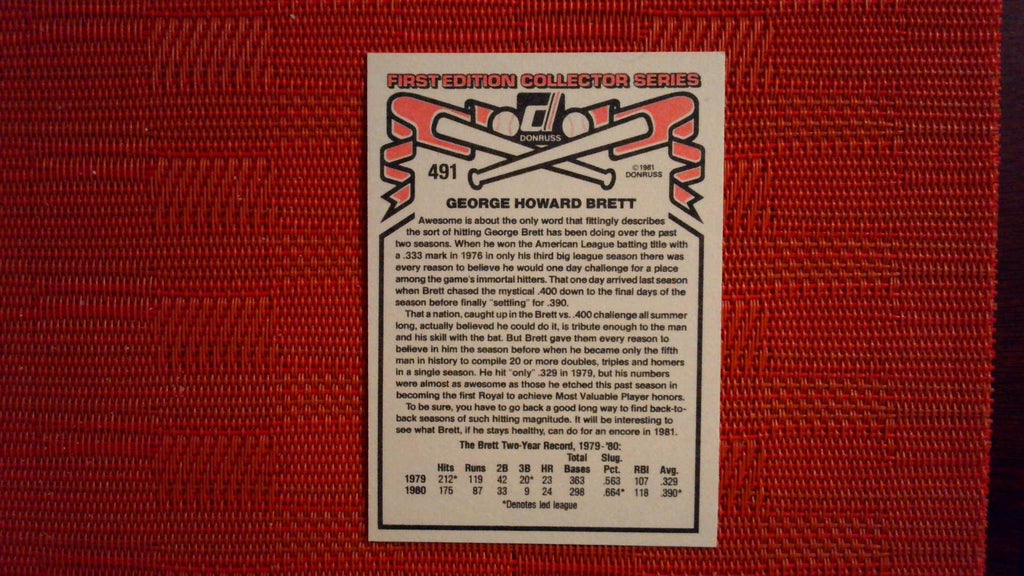 FIRST EDITION COLLECTOR SERIES
d
DONRUSS
491
© 1981
DONRUSS
GEORGE HOWARD BRETT
Awesome is about the only word that fittingly describes
the sort of hitting George Brett has been doing over the past
two seasons. When he won the American League batting title with
a .333 mark in 1976 in only his third big league season there was
every reason to believe he would one day challenge for a place
among the game's immortal hitters. That one day arrived last season
when Brett chased the mystical .400 down to the final days of the
season before finally "settling" for .390.
That a nation, caught up in the Brett vs. .400 challenge all summer
long, actually believed he could do it, is tribute enough to the man
and his skill with the bat. But Brett gave them every reason to
believe in him the season before when he became only the fifth
man in history to compile 20 or more doubles, triples and homers
in a single season. He hit "only" .329 in 1979, but his numbers
were almost as awesome as those he etched this past season in
becoming the first Royal to achieve Most Valuable Player honors.
To be sure, you have to go back a good long way to find back-to-
back seasons of such hitting magnitude. It will be interesting to
see what Brett, if he stays healthy, can do for an encore in 1981.
The Brett Two-Year Record, 1979-'80:
Total Slug.
Hits Runs 2B 3B HR Bases Pct. RBI Avg.
1979 212* 119 42 20* 23 363 .563 107 .329
1980 175 87 33 9 24 298 .664* 118 .390*
*Denotes led league